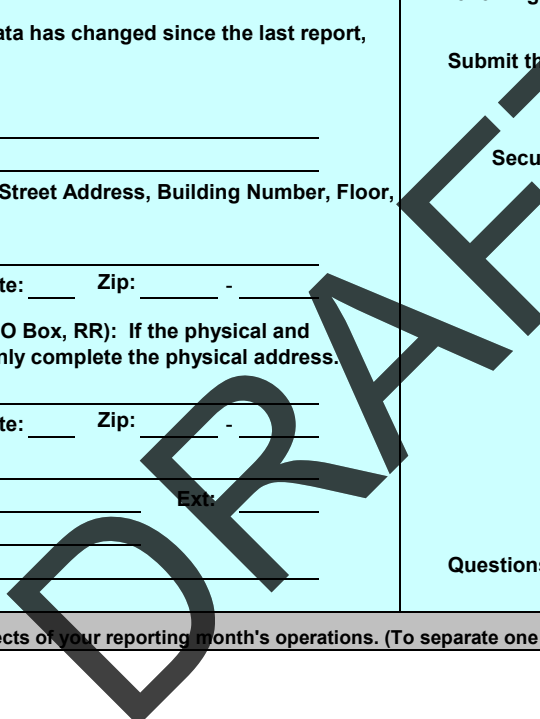 ata has changed since the last report,
Submit th
Secu
Street Address, Building Number, Floor,
te: Zip: -
O Box, RR): If the physical and
nly complete the physical address.
te: Zip: -
Ext:
Questions
ects of your reporting month's operations. (To separate one
DRAFT